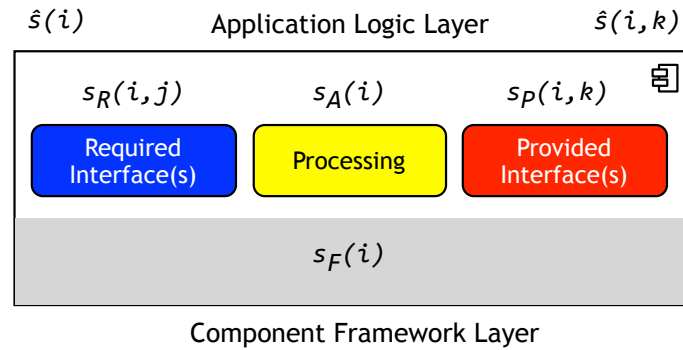 ŝ(i) Application Logic Layer ŝ(i,k)
s_R(i,j) s_A(i) s_P(i,k)
Required Interface(s)
Processing
Provided Interface(s)
s_F(i)
Component Framework Layer